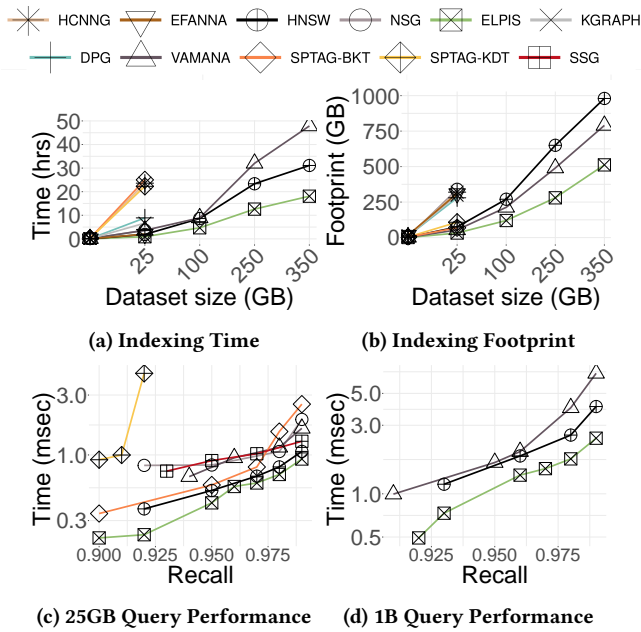 HCNNG EFANNA HNSW NSG ELPIS KGRAPH
DPG VAMANA SPTAG-BKT SPTAG-KDT SSG
Time (hrs)
50
40
30
20
10
0
25 100 250 350
Dataset size (GB)
(a) Indexing Time
Footprint (GB)
1000
750
500
250
0
25 100 250 350
Dataset size (GB)
(b) Indexing Footprint
Time (msec)
3.0
1.0
0.3
0.900 0.925 0.950 0.975
Recall
(c) 25GB Query Performance
Time (msec)
5.0
3.0
1.0
0.5
0.925 0.950 0.975
Recall
(d) 1B Query Performance